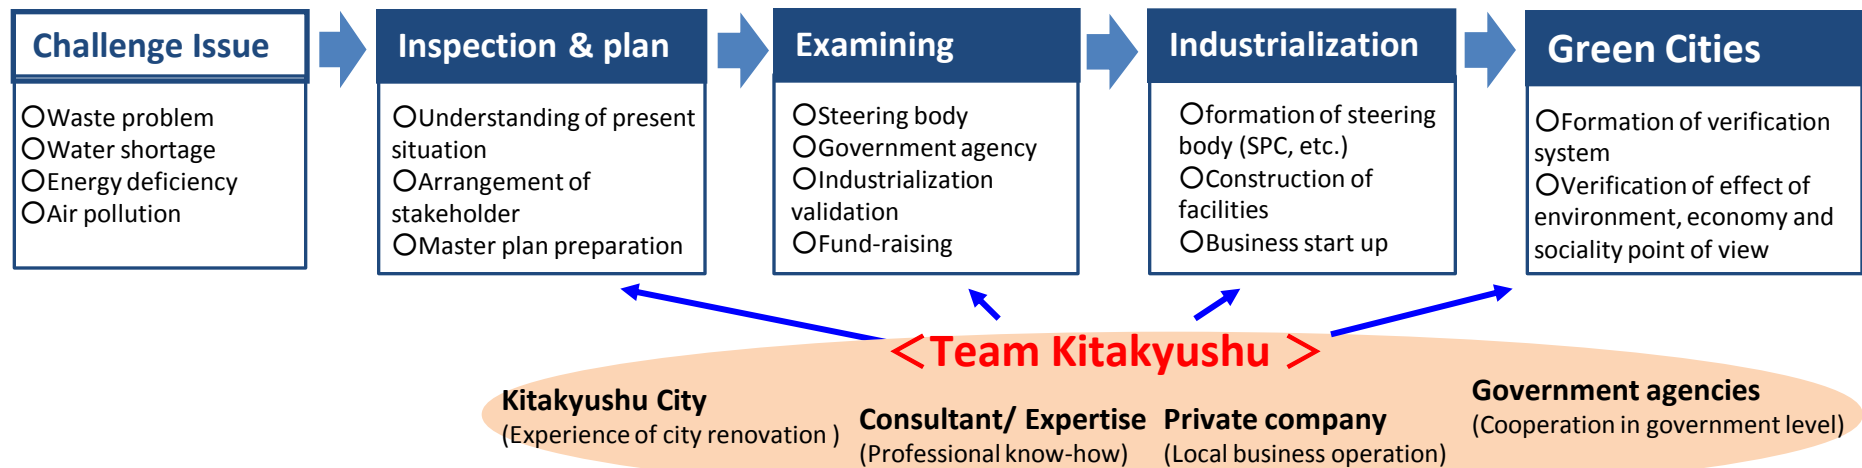 Challenge Issue
○Waste problem
○Water shortage
○Energy deficiency
○Air pollution
Inspection & plan
○Understanding of present
situation
○Arrangement of
stakeholder
○Master plan preparation
Examining
○Steering body
○Government agency
○Industrialization
validation
○Fund-raising
Industrialization
○formation of steering
body (SPC, etc.)
○Construction of
facilities
○Business start up
Green Cities
○Formation of verification
system
○Verification of effect of
environment, economy and
sociality point of view
＜Team Kitakyushu ＞
Kitakyushu City
(Experience of city renovation )
Consultant/ Expertise
(Professional know-how)
Private company
(Local business operation)
Government agencies
(Cooperation in government level)